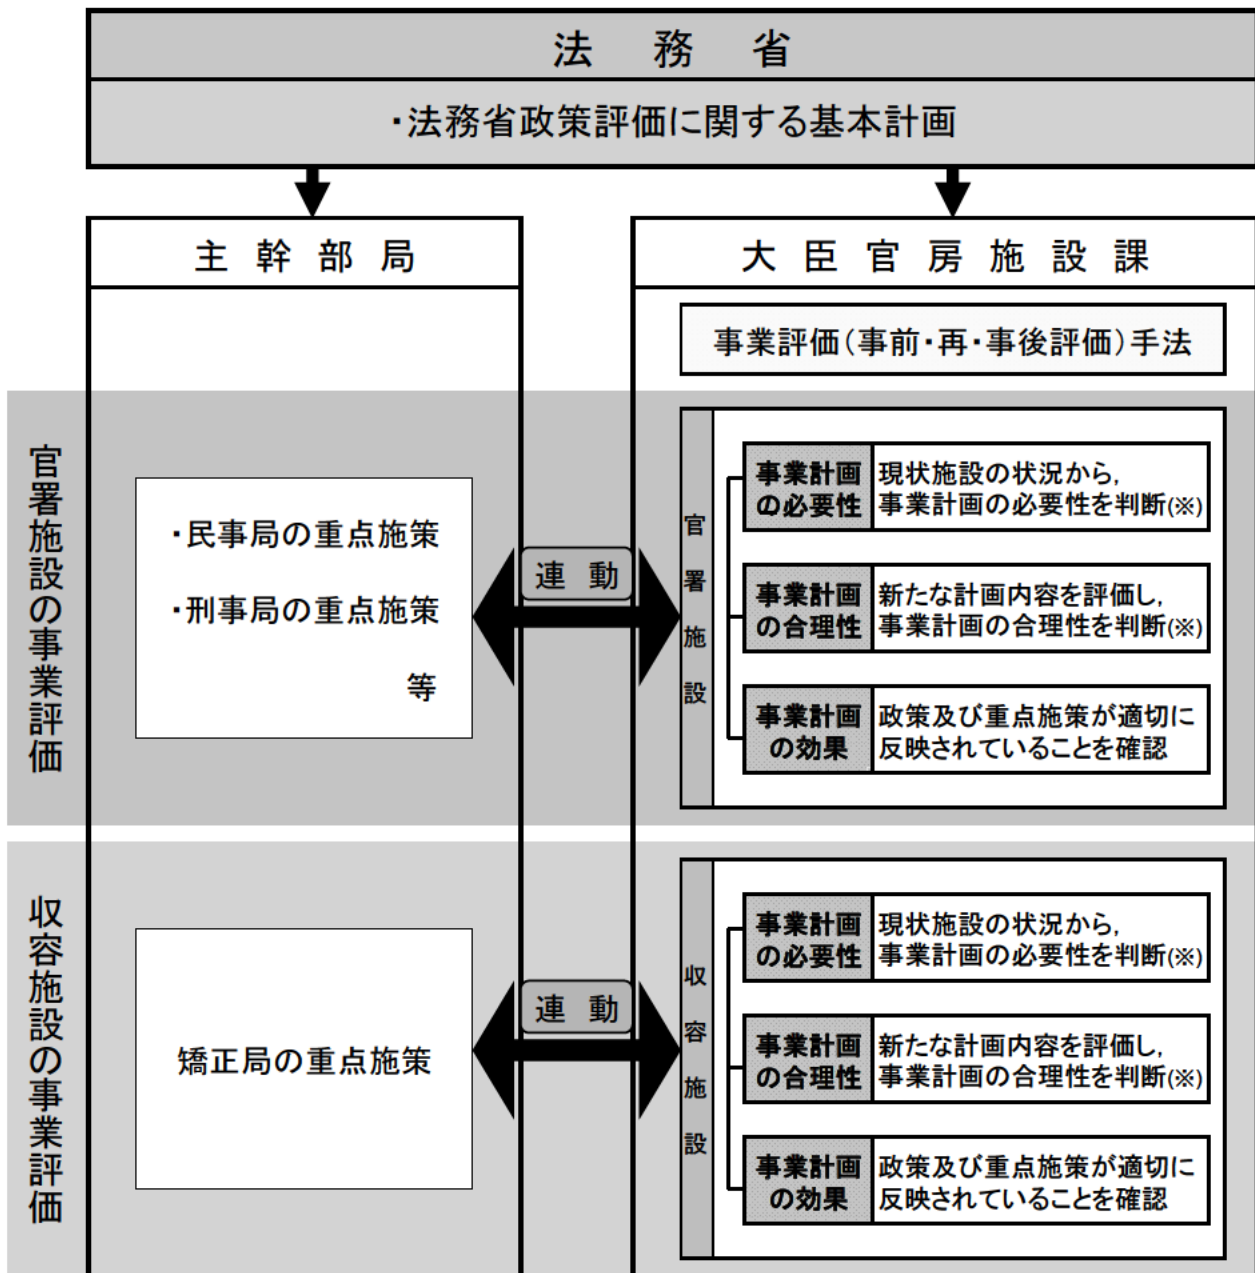 法務省
・法務省政策評価に関する基本計画
主幹部局
大臣官房施設課
事業評価(事前・再・事後評価)手法
官署施設の事業評価
・民事局の重点施策
・刑事局の重点施策
等
連動
官署施設
事業計画
の必要性
現状施設の状況から,
事業計画の必要性を判断(※)
事業計画
の合理性
新たな計画内容を評価し,
事業計画の合理性を判断(※)
事業計画
の効果
政策及び重点施策が適切に
反映されていることを確認
収容施設の事業評価
矯正局の重点施策
連動
収容施設
事業計画
の必要性
現状施設の状況から,
事業計画の必要性を判断(※)
事業計画
の合理性
新たな計画内容を評価し,
事業計画の合理性を判断(※)
事業計画
の効果
政策及び重点施策が適切に
反映されていることを確認